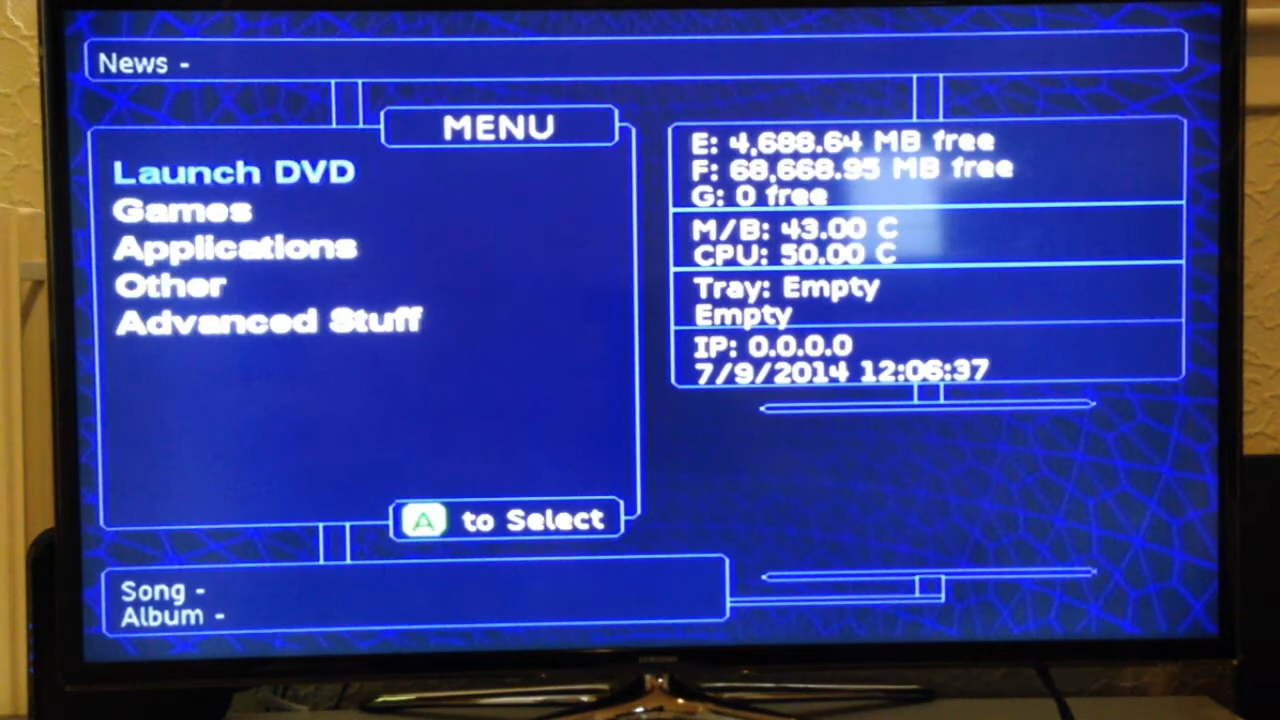 News -
MENU
Launch DVD
Games
Applications
Other
Advanced Stuff
A to Select
E: 4,688.64 MB free
F: 68,668.95 MB free
G: 0 free
M/B: 43.00 C
CPU: 50.00 C
Tray: Empty
Empty
IP: 0.0.0.0
7/9/2014 12:06:37
Song -
Album -